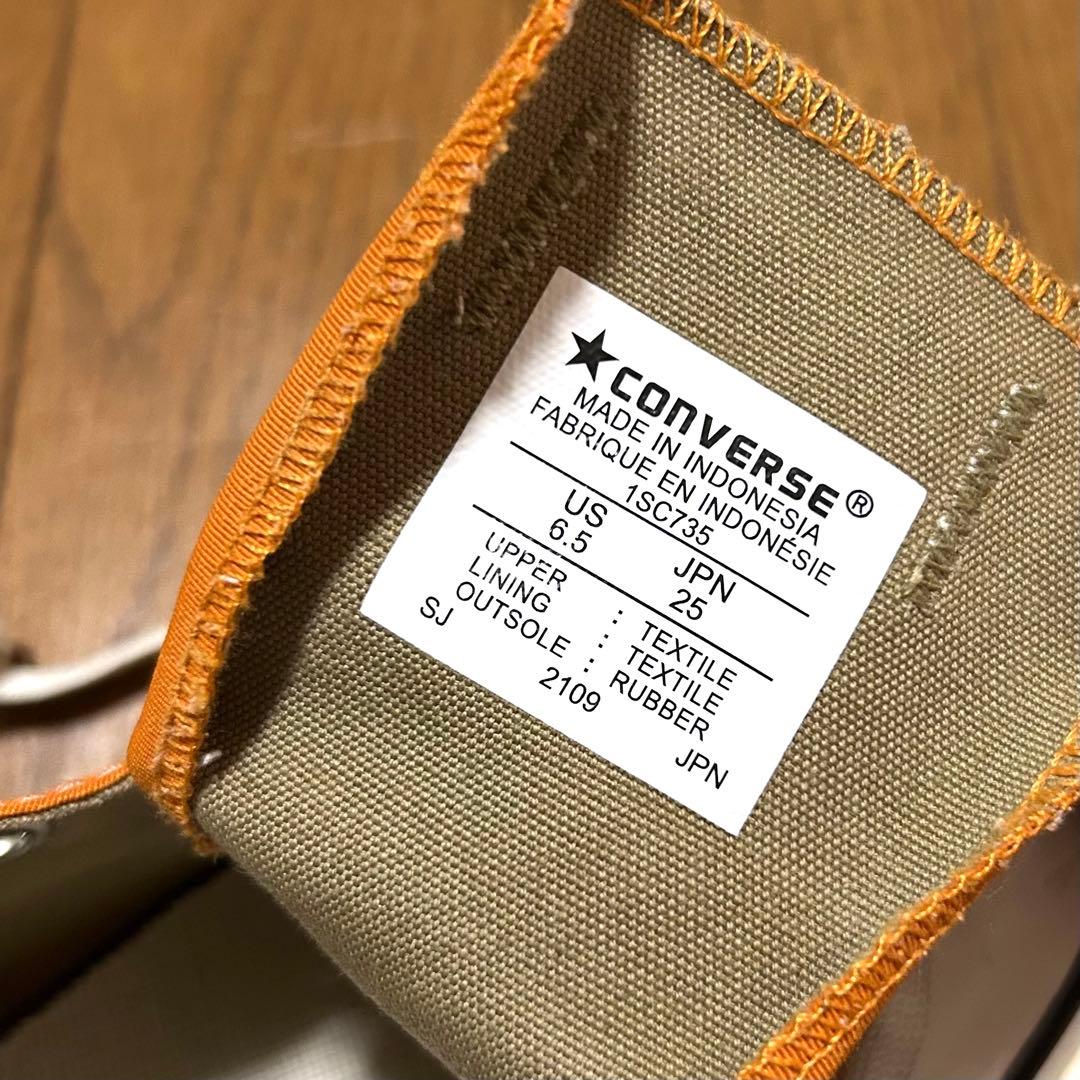 ★CONVERSE®
MADE IN INDONESIA
FABRIQUE EN INDONÉSIE
1SC735
US JPN
6.5 25
UPPER : TEXTILE
LINING : TEXTILE
OUTSOLE : RUBBER
SJ 2109 JPN